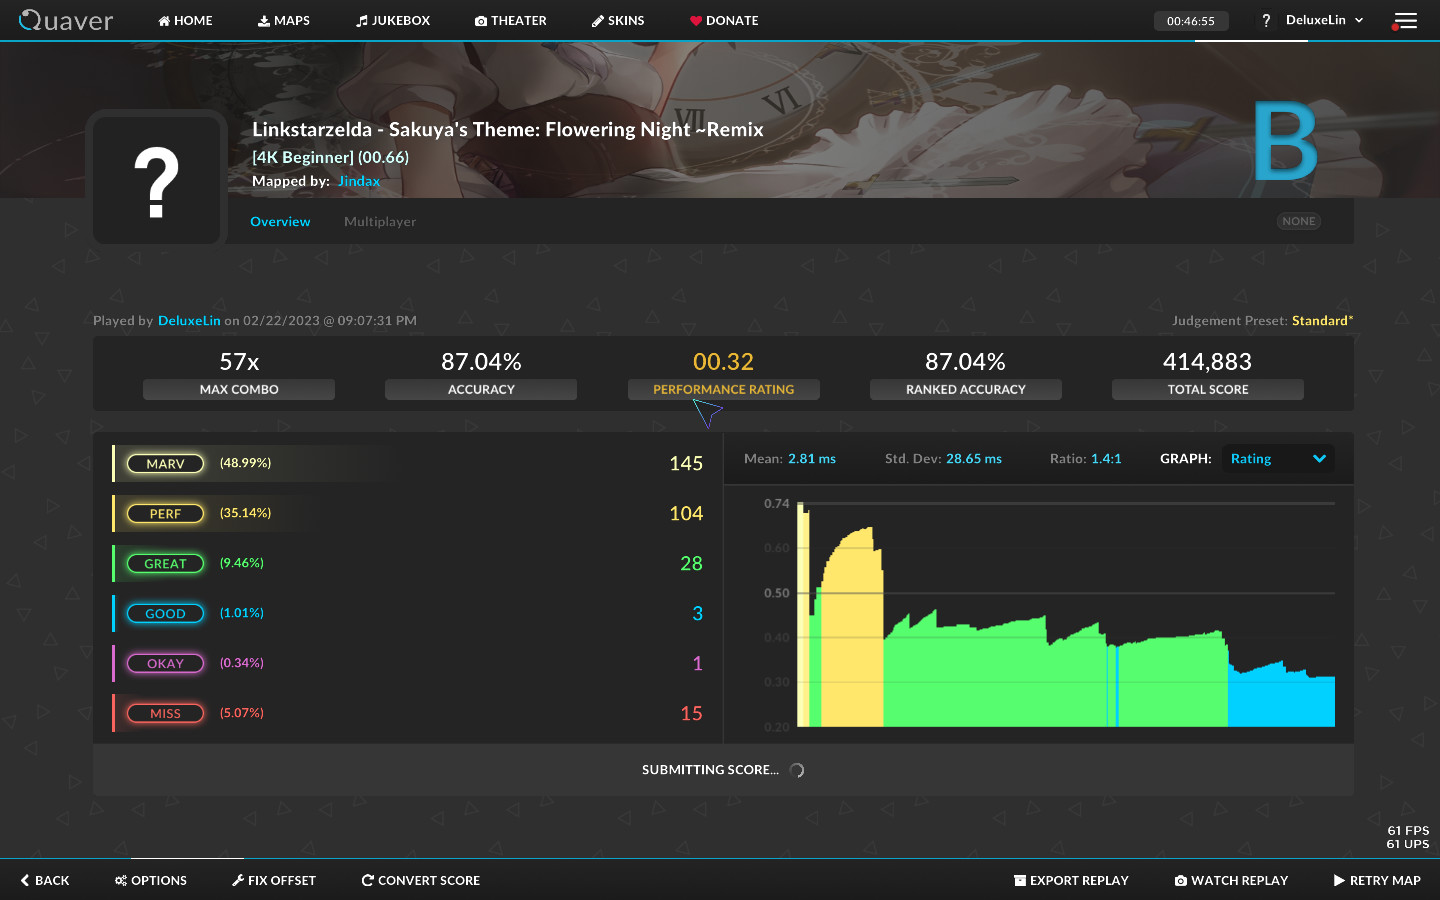 Quaver HOME MAPS JUKEBOX THEATER SKINS DONATE 00:46:55 ? DeluxeLin
VI
VII
?
Linkstarzelda - Sakuya's Theme: Flowering Night ~Remix
[4K Beginner] (00.66)
Mapped by: Jindax
B
Overview Multiplayer NONE
Played by DeluxeLin on 02/22/2023 @ 09:07:31 PM Judgement Preset: Standard*
57x 87.04% 00.32 87.04% 414,883
MAX COMBO ACCURACY PERFORMANCE RATING RANKED ACCURACY TOTAL SCORE
MARV (48.99%) 145
PERF (35.14%) 104
GREAT (9.46%) 28
GOOD (1.01%) 3
OKAY (0.34%) 1
MISS (5.07%) 15
Mean: 2.81 ms Std. Dev: 28.65 ms Ratio: 1.4:1 GRAPH: Rating
0.74
0.60
0.50
0.40
0.30
0.20
SUBMITTING SCORE...
61 FPS
61 UPS
BACK OPTIONS FIX OFFSET CONVERT SCORE EXPORT REPLAY WATCH REPLAY RETRY MAP